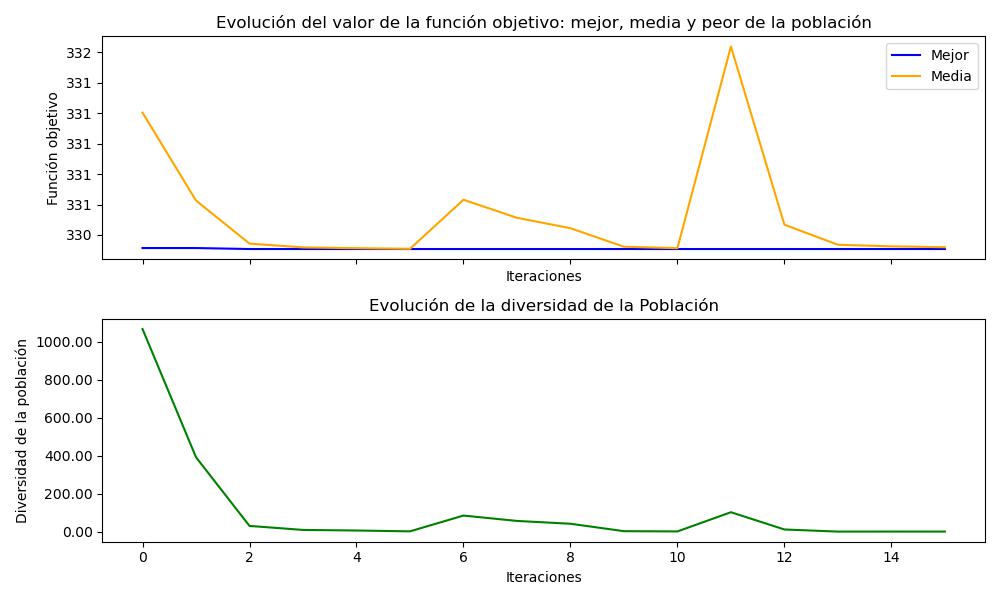 Evolución del valor de la función objetivo: mejor, media y peor de la población
332
331
331
331
331
331
330
Función objetivo
Mejor
Media
Iteraciones
Evolución de la diversidad de la Población
1000.00
800.00
600.00
400.00
200.00
0.00
Diversidad de la población
0 2 4 6 8 10 12 14
Iteraciones